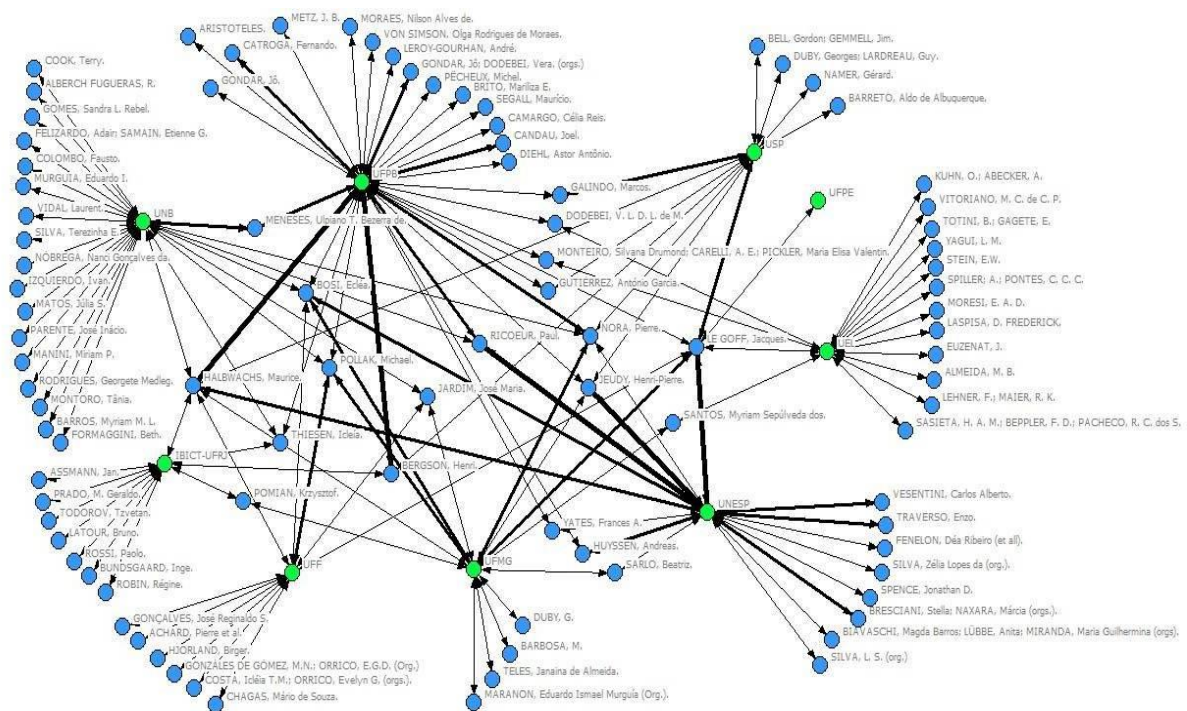 METZ, J. B.
MORAES, Nilson Alves de.
ARISTOTELES.
VON SIMSON, Olga Rodrigues de Moraes.
CATROGA, Fernando.
LEROY-GOURHAN, André.
GONDAR, Jô; DODEBEI, Vera. (orgs.)
GONDAR, Jô.
PÊCHEUX, Michel.
BRITO, Mariliza E.
SEGALL, Maurício.
CAMARGO, Célia Reis.
CANDAU, Joel.
DIEHL, Astor Antônio.
BELL, Gordon; GEMMELL, Jim.
DUBY, Georges; LARDREAU, Guy.
NAMER, Gérard.
BARRETO, Aldo de Albuquerque.
COOK, Terry.
ALBERCH FUGUERAS, R.
GOMES, Sandra L. Rebel.
FELIZARDO, Adair; SAMAIN, Etienne G.
COLOMBO, Fausto.
MURGUIA, Eduardo I.
VIDAL, Laurent.
SILVA, Terezinha E.
NÓBREGA, Nanci Gonçalves da.
IZQUIERDO, Ivan.
MATOS, Júlia S.
PARENTE, José Inácio.
MANINI, Miriam P.
RODRIGUES, Georgete Medleg.
MONTORO, Tânia.
BARROS, Myriam M. L.
FORMAGGINI, Beth.
UNB
UFPB
USP
UFPE
GALINDO, Marcos.
MENESES, Ulpiano T. Bezerra de.
DODEBEI, V. L. D. L. de M.
MONTEIRO, Silvana Drumond; CARELLI, A. E.; PICKLER, Maria Elisa Valentin.
GUTIERREZ, Antônio Garcia.
BOSI, Ecléa.
RICOEUR, Paul.
NORA, Pierre.
LE GOFF, Jacques.
UEL
POLLAK, Michael.
HALBWACHS, Maurice.
JARDIM, José Maria.
JEUDY, Henri-Pierre.
SANTOS, Myriam Sepúlveda dos.
THIESEN, Icleia.
BERGSON, Henri.
KUHN, O.; ABECKER, A.
VITORIANO, M. C. de C. P.
TOTINI, B.; GAGETE, E.
YAGUI, L. M.
STEIN, E.W.
SPILLER; A.; PONTES, C. C. C.
MORESI, E. A. D.
LASPISA, D. FREDERICK.
EUZENAT, J.
ALMEIDA, M. B.
LEHNER, F.; MAIER, R. K.
SASIETA. H. A. M.; BEPPLER, F. D.; PACHECO, R. C. dos S.
IBICT-UFRJ
ASSMANN, Jan.
PRADO, M. Geraldo.
TODOROV, Tzvetan.
LATOUR, Bruno.
ROSSI, Paolo.
BUNDSGAARD, Inge.
ROBIN, Régine.
POMIAN, Krzysztof.
UFF
UFMG
YATES, Frances A.
HUYSSEN, Andreas.
SARLO, Beatriz.
UNESP
VESENTINI, Carlos Alberto.
TRAVERSO, Enzo.
FENELON, Déa Ribeiro (et all).
SILVA, Zélia Lopes da (org.).
SPENCE, Jonathan D.
BRESCIANI, Stella; NAXARA, Márcia (orgs.).
BIAVASCHI, Magda Barros; LÜBBE, Anita; MIRANDA, Maria Guilhermina (orgs).
SILVA, L. S. (org.)
GONÇALVES, José Reginaldo S.
ACHARD, Pierre et al.
HJORLAND, Birger.
GONZALES DE GÓMEZ, M.N.; ORRICO, E.G.D. (Org.)
COSTA, Icléia T.M.; ORRICO, Evelyn G. (orgs.).
CHAGAS, Mário de Souza.
DUBY, G.
BARBOSA, M.
TELES, Janaina de Almeida.
MARANON, Eduardo Ismael Murguia (Org.).